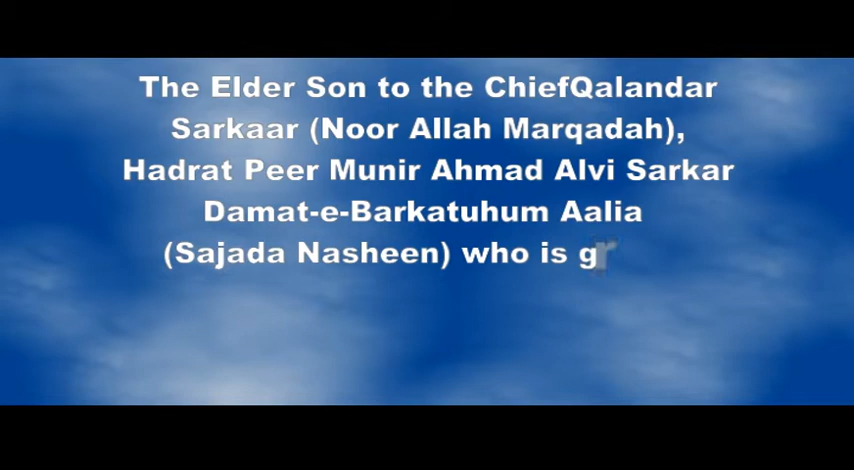 The Elder Son to the ChiefQalandar
Sarkaar (Noor Allah Marqadah),
Hadrat Peer Munir Ahmad Alvi Sarkar
Damat-e-Barkatuhum Aalia
(Sajada Nasheen) who is gr